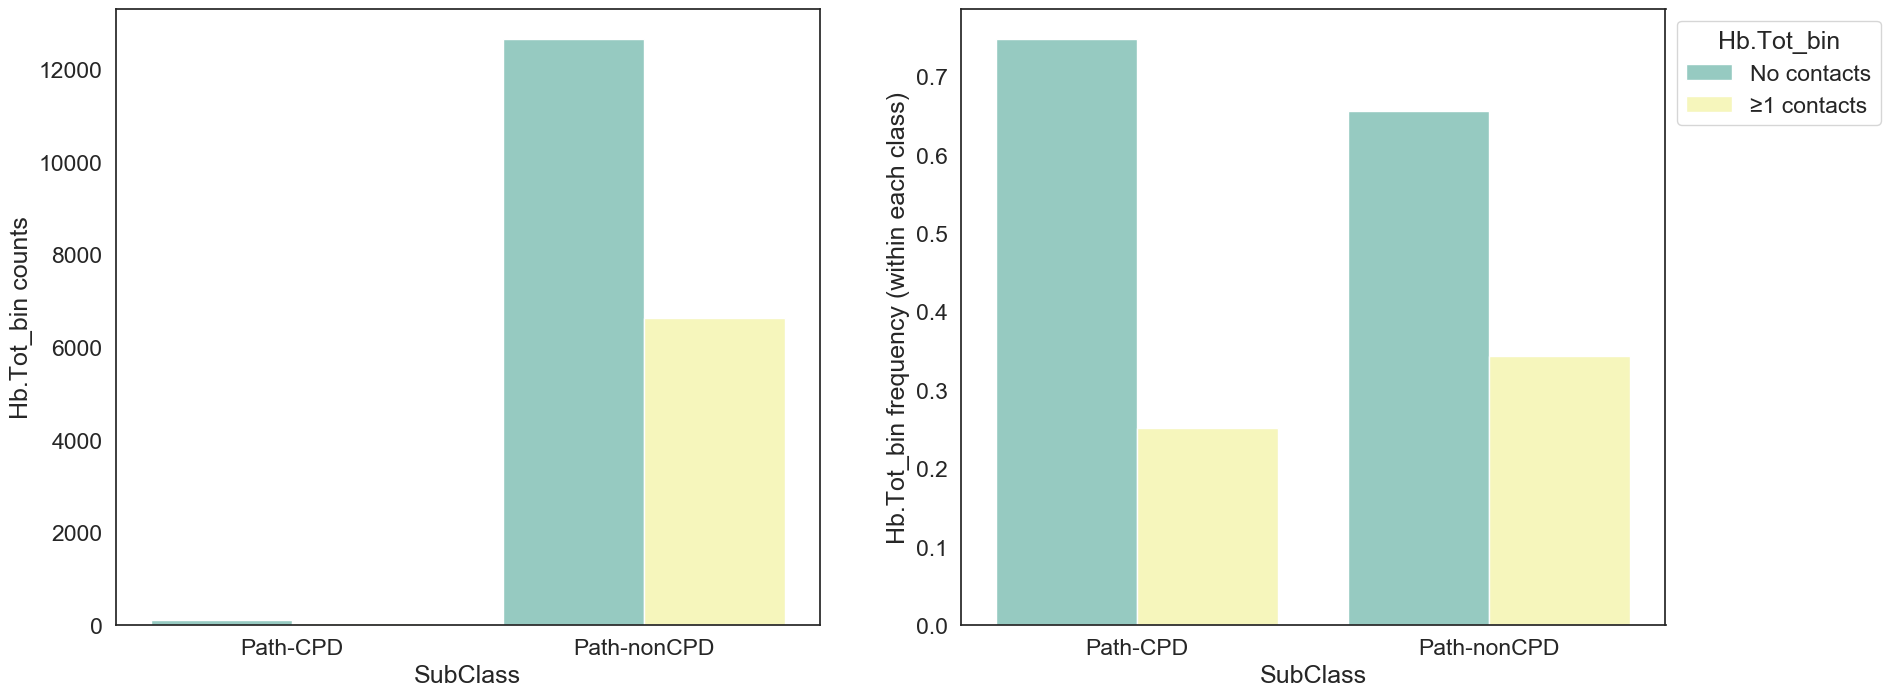 Hb.Tot_bin counts
12000
10000
8000
6000
4000
2000
0
Path-CPD
Path-nonCPD
SubClass
Hb.Tot_bin frequency (within each class)
0.7
0.6
0.5
0.4
0.3
0.2
0.1
0.0
Path-CPD
Path-nonCPD
SubClass
Hb.Tot_bin
No contacts
≥1 contacts